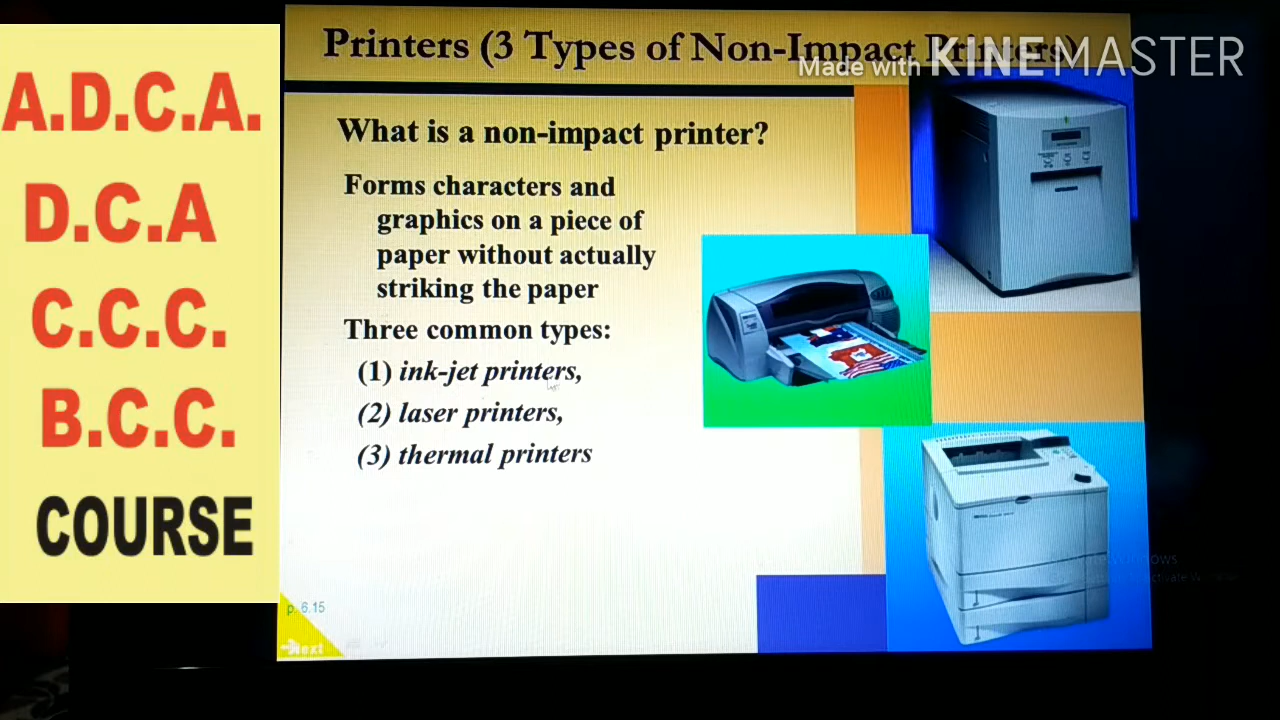 A.D.C.A.
D.C.A
C.C.C.
B.C.C.
COURSE
Printers (3 Types of Non-Impact Printers)
Made with KINEMASTER
What is a non-impact printer?
Forms characters and
graphics on a piece of
paper without actually
striking the paper
Three common types:
(1) ink-jet printers,
(2) laser printers,
(3) thermal printers
p. 6.15
Next